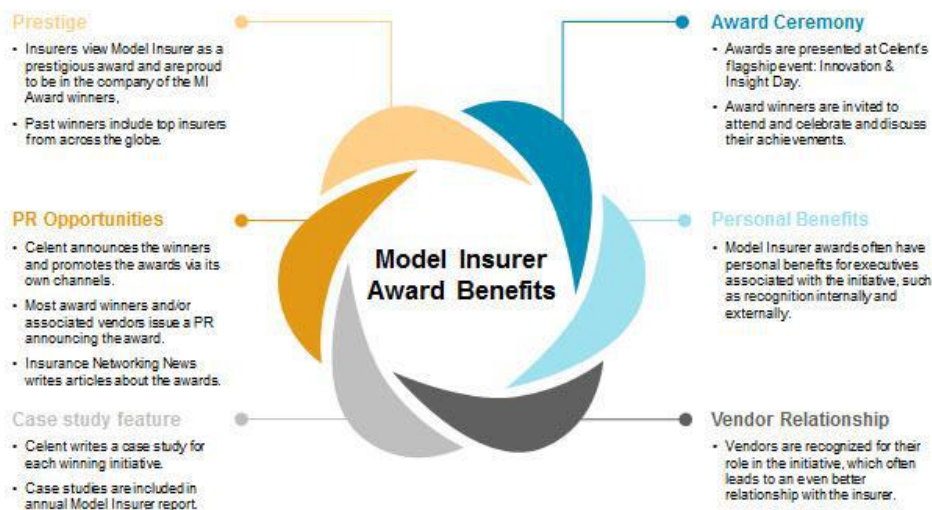 Prestige
• Insurers view Model Insurer as a
prestigious award and are proud
to be in the company of the MI
Award winners,
• Past winners include top insurers
from across the globe.
PR Opportunities
• Celent announces the winners
and promotes the awards via its
own channels.
• Most award winners and/or
associated vendors issue a PR
announcing the award.
• Insurance Networking News
writes articles about the awards.
Case study feature
• Celent writes a case study for
each winning initiative.
• Case studies are included in
annual Model Insurer report.
Model Insurer
Award Benefits
Award Ceremony
• Awards are presented at Celent's
flagship event: Innovation &
Insight Day.
• Award winners are invited to
attend and celebrate and discuss
their achievements.
Personal Benefits
• Model Insurer awards often have
personal benefits for executives
associated with the initiative, such
as recognition internally and
externally.
Vendor Relationship
• Vendors are recognized for their
role in the initiative, which often
leads to an even better
relationship with the insurer.